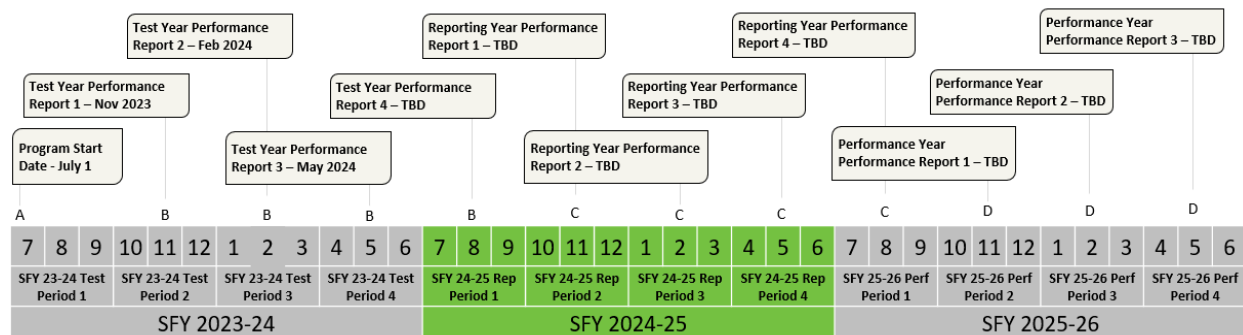 Test Year Performance
Report 2 – Feb 2024
Reporting Year Performance
Report 1 – TBD
Reporting Year Performance
Report 4 – TBD
Performance Year
Performance Report 3 – TBD
Test Year Performance
Report 1 – Nov 2023
Test Year Performance
Report 4 – TBD
Reporting Year Performance
Report 3 – TBD
Performance Year
Performance Report 2 – TBD
Program Start
Date - July 1
Test Year Performance
Report 3 – May 2024
Reporting Year Performance
Report 2 – TBD
Performance Year
Performance Report 1 – TBD
A B B B B C C C C D D D
7 8 9 10 11 12 1 2 3 4 5 6 7 8 9 10 11 12 1 2 3 4 5 6 7 8 9 10 11 12 1 2 3 4 5 6
SFY 23-24 Test
Period 1
SFY 23-24 Test
Period 2
SFY 23-24 Test
Period 3
SFY 23-24 Test
Period 4
SFY 24-25 Rep
Period 1
SFY 24-25 Rep
Period 2
SFY 24-25 Rep
Period 3
SFY 24-25 Rep
Period 4
SFY 25-26 Perf
Period 1
SFY 25-26 Perf
Period 2
SFY 25-26 Perf
Period 3
SFY 25-26 Perf
Period 4
SFY 2023-24 SFY 2024-25 SFY 2025-26